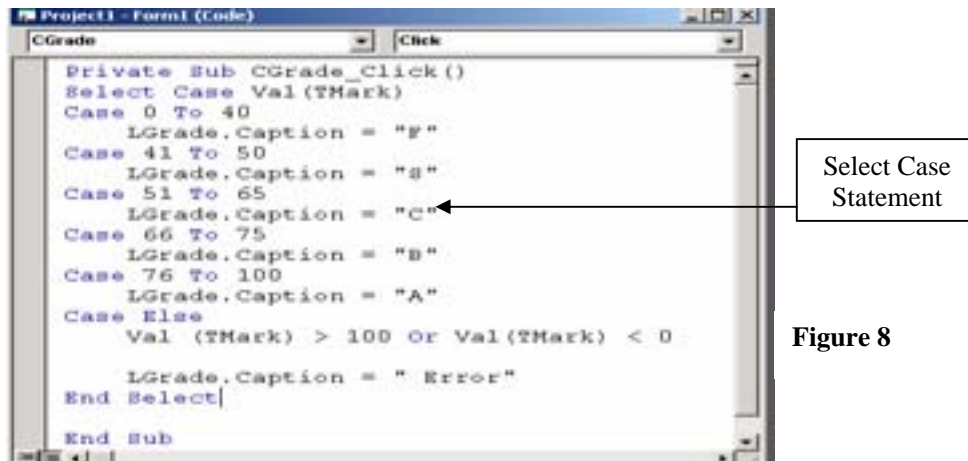 Project1 - Form1 (Code)
CGrade Click
Private Sub CGrade_Click()
Select Case Val(TMark)
Case 0 To 40
LGrade.Caption = "F"
Case 41 To 50
LGrade.Caption = "S"
Case 51 To 65
LGrade.Caption = "C"
Case 66 To 75
LGrade.Caption = "B"
Case 76 To 100
LGrade.Caption = "A"
Case Else
Val (TMark) > 100 Or Val(TMark) < 0
LGrade.Caption = " Error"
End Select
End Sub
Select Case
Statement
Figure 8